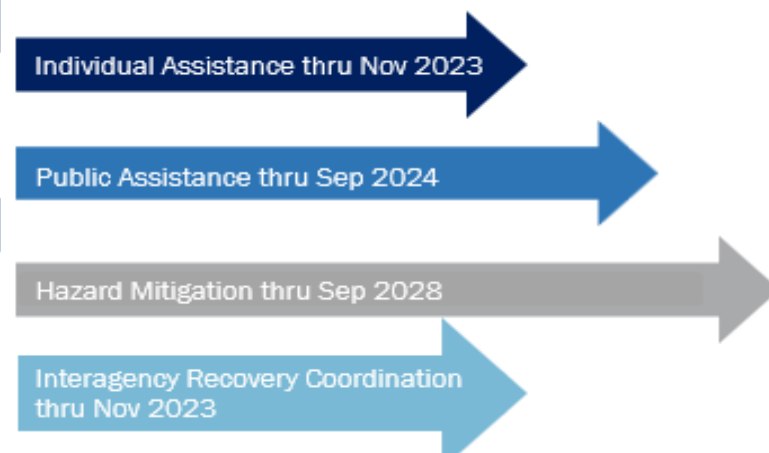 Individual Assistance thru Nov 2023
Public Assistance thru Sep 2024
Hazard Mitigation thru Sep 2028
Interagency Recovery Coordination
thru Nov 2023